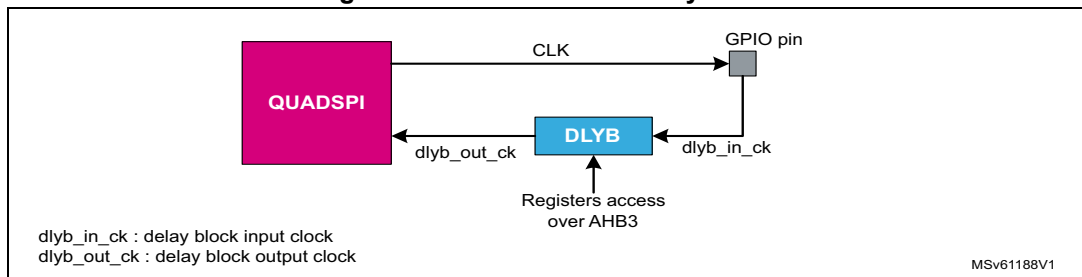 CLK
GPIO pin
QUADSPI
DLYB
dlyb_out_ck
dlyb_in_ck
Registers access
over AHB3
dlyb_in_ck : delay block input clock
dlyb_out_ck : delay block output clock
MSv61188V1